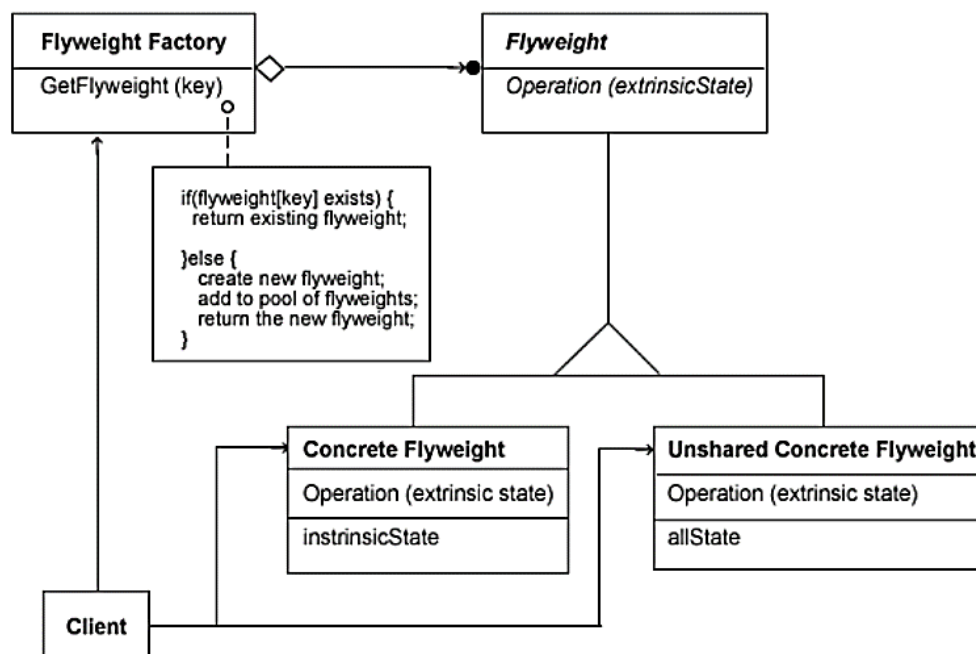 Flyweight Factory
GetFlyweight (key)
Flyweight
Operation (extrinsicState)
if(flyweight[key] exists) {
return existing flyweight;
}else {
create new flyweight;
add to pool of flyweights;
return the new flyweight;
}
Concrete Flyweight
Operation (extrinsic state)
instrinsicState
Unshared Concrete Flyweight
Operation (extrinsic state)
allState
Client